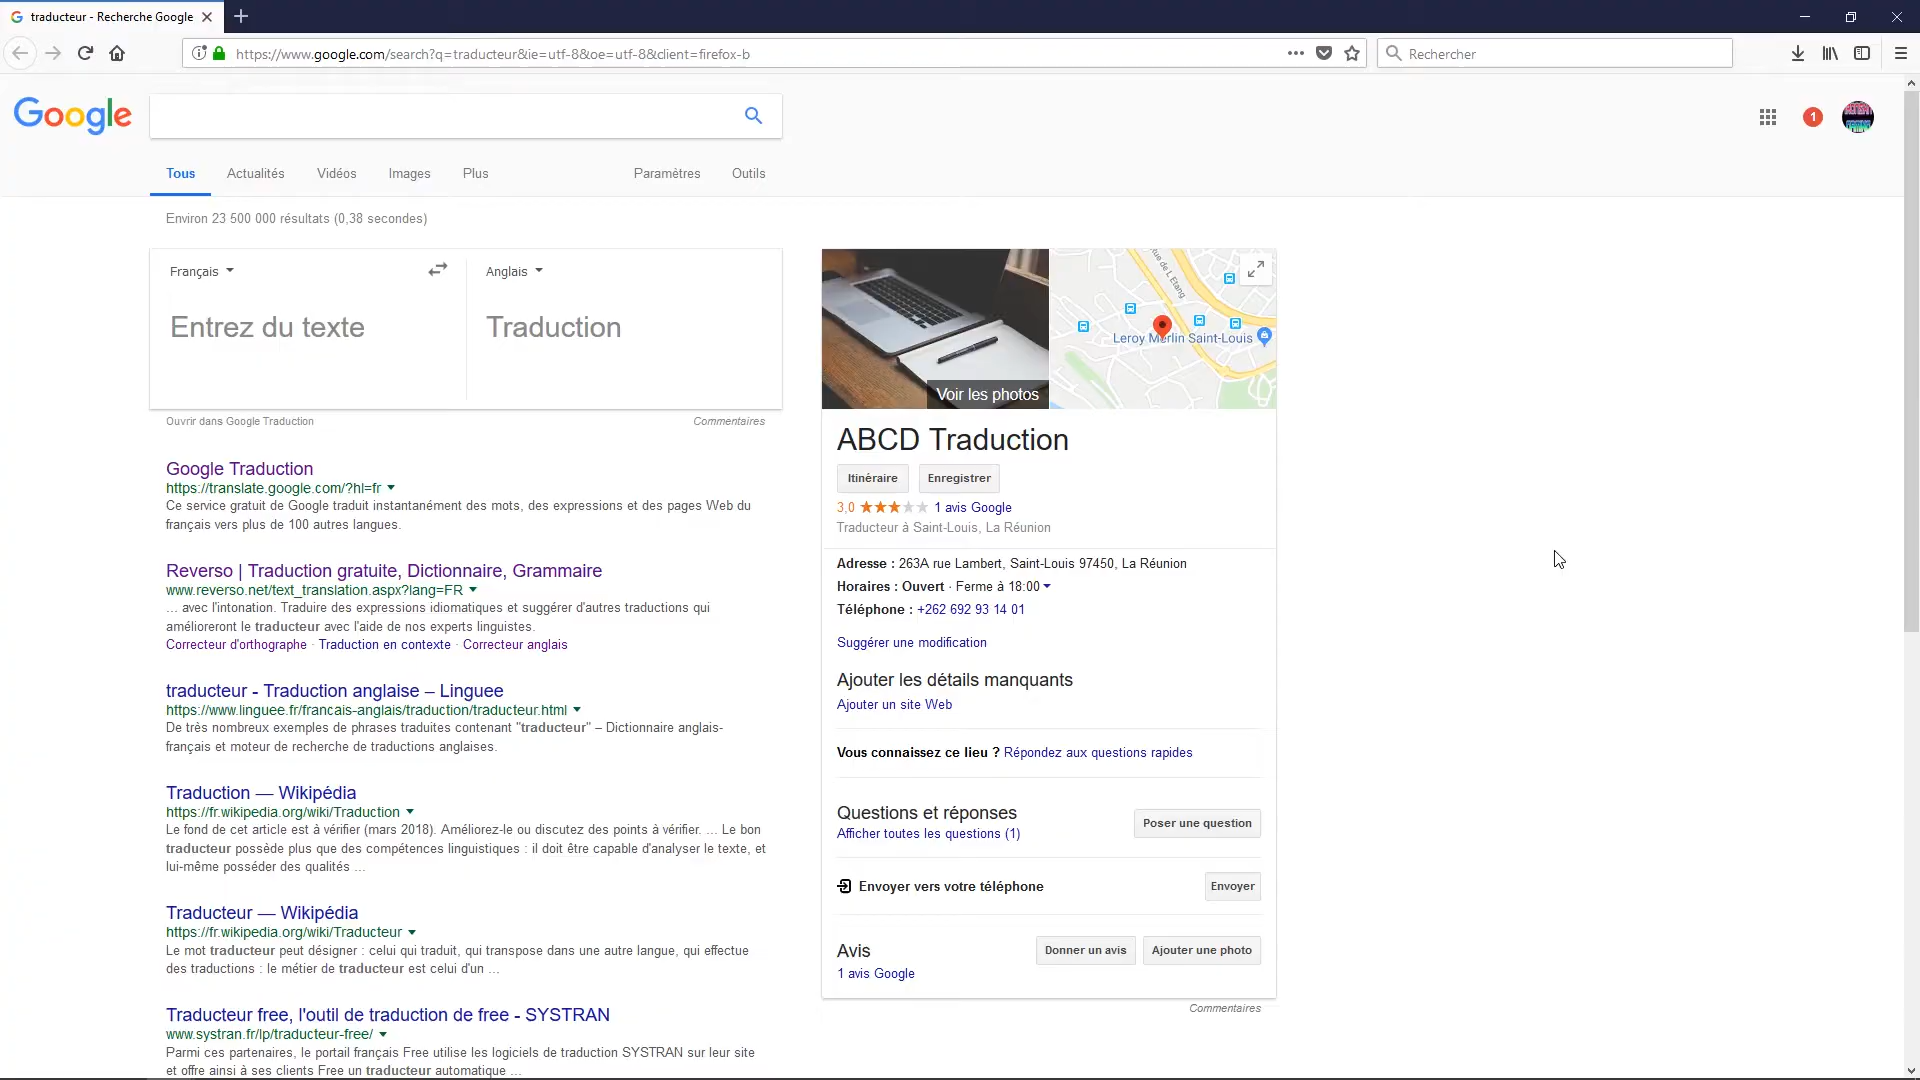 traducteur - Recherche Google
https://www.google.com/search?q=traducteur&ie=utf-8&oe=utf-8&client=firefox-b
Rechercher
Google
1
Tous
Actualités
Vidéos
Images
Plus
Paramètres
Outils
Environ 23 500 000 résultats (0,38 secondes)
Français
Anglais
Entrez du texte
Traduction
Ouvrir dans Google Traduction
Commentaires
Google Traduction
https://translate.google.com/?hl=fr
Ce service gratuit de Google traduit instantanément des mots, des expressions et des pages Web du
français vers plus de 100 autres langues.
Reverso | Traduction gratuite, Dictionnaire, Grammaire
www.reverso.net/text_translation.aspx?lang=FR
... avec l'intonation. Traduire des expressions idiomatiques et suggérer d'autres traductions qui
amélioreront le traducteur avec l'aide de nos experts linguistes.
Correcteur d'orthographe · Traduction en contexte · Correcteur anglais
traducteur - Traduction anglaise – Linguee
https://www.linguee.fr/francais-anglais/traduction/traducteur.html
De très nombreux exemples de phrases traduites contenant "traducteur" – Dictionnaire anglais-
français et moteur de recherche de traductions anglaises.
Traduction — Wikipédia
https://fr.wikipedia.org/wiki/Traduction
Le fond de cet article est à vérifier (mars 2018). Améliorez-le ou discutez des points à vérifier. ... Le bon
traducteur possède plus que des compétences linguistiques : il doit être capable d'analyser le texte, et
lui-même posséder des qualités ...
Traducteur — Wikipédia
https://fr.wikipedia.org/wiki/Traducteur
Le mot traducteur peut désigner : celui qui traduit, qui transpose dans une autre langue, qui effectue
des traductions : le métier de traducteur est celui d'un ...
Traducteur free, l'outil de traduction de free - SYSTRAN
www.systran.fr/lp/traducteur-free/
Parmi ces partenaires, le portail français Free utilise les logiciels de traduction SYSTRAN sur leur site
et offre ainsi à ses clients Free un traducteur automatique ...
Voir les photos
Rue de L Etang
Leroy Merlin Saint-Louis
ABCD Traduction
Itinéraire
Enregistrer
3,0
1 avis Google
Traducteur à Saint-Louis, La Réunion
Adresse : 263A rue Lambert, Saint-Louis 97450, La Réunion
Horaires : Ouvert · Ferme à 18:00
Téléphone : +262 692 93 14 01
Suggérer une modification
Ajouter les détails manquants
Ajouter un site Web
Vous connaissez ce lieu ? Répondez aux questions rapides
Questions et réponses
Afficher toutes les questions (1)
Poser une question
Envoyer vers votre téléphone
Envoyer
Avis
1 avis Google
Donner un avis
Ajouter une photo
Commentaires